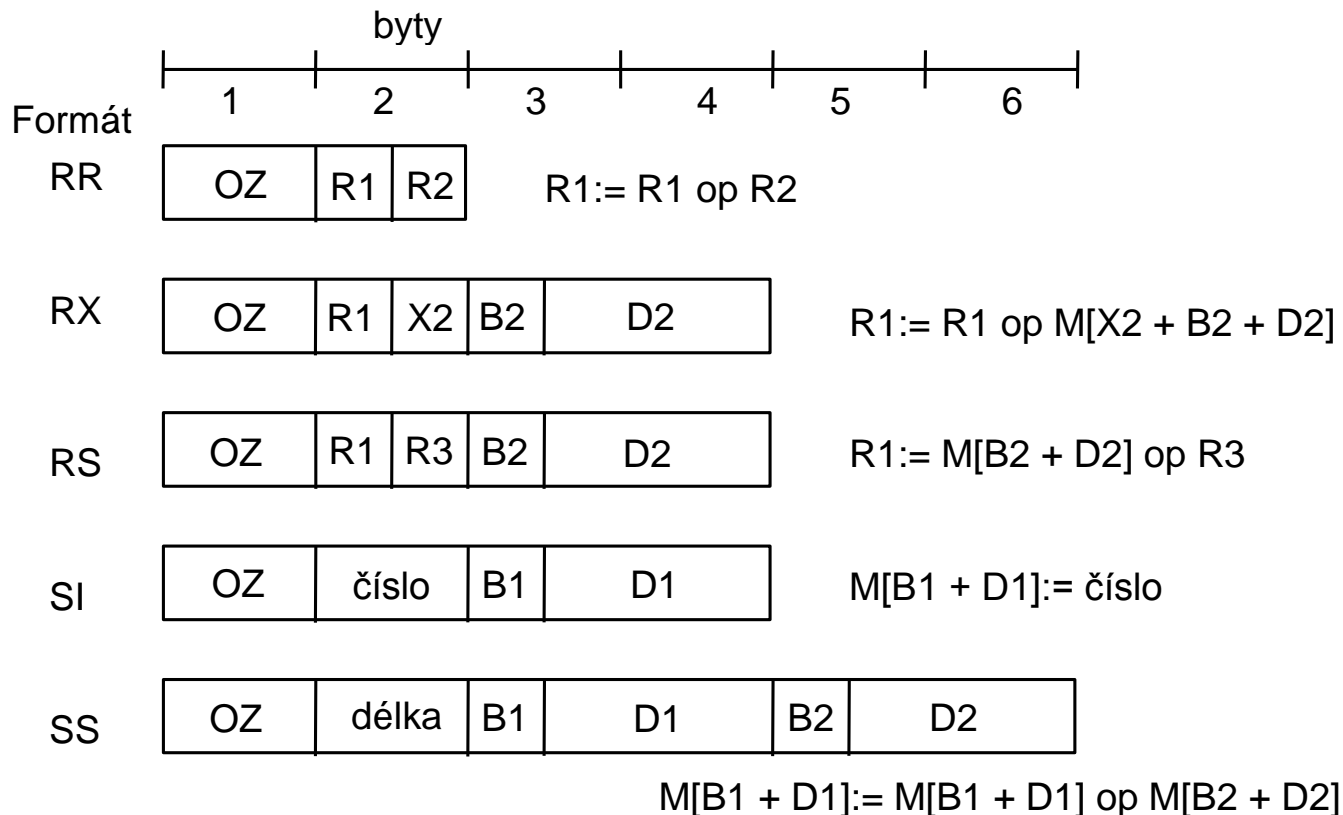 byty
1 2 3 4 5 6
Formát
RR OZ R1 R2 R1:= R1 op R2
RX OZ R1 X2 B2 D2 R1:= R1 op M[X2 + B2 + D2]
RS OZ R1 R3 B2 D2 R1:= M[B2 + D2] op R3
SI OZ číslo B1 D1 M[B1 + D1]:= číslo
SS OZ délka B1 D1 B2 D2
M[B1 + D1]:= M[B1 + D1] op M[B2 + D2]